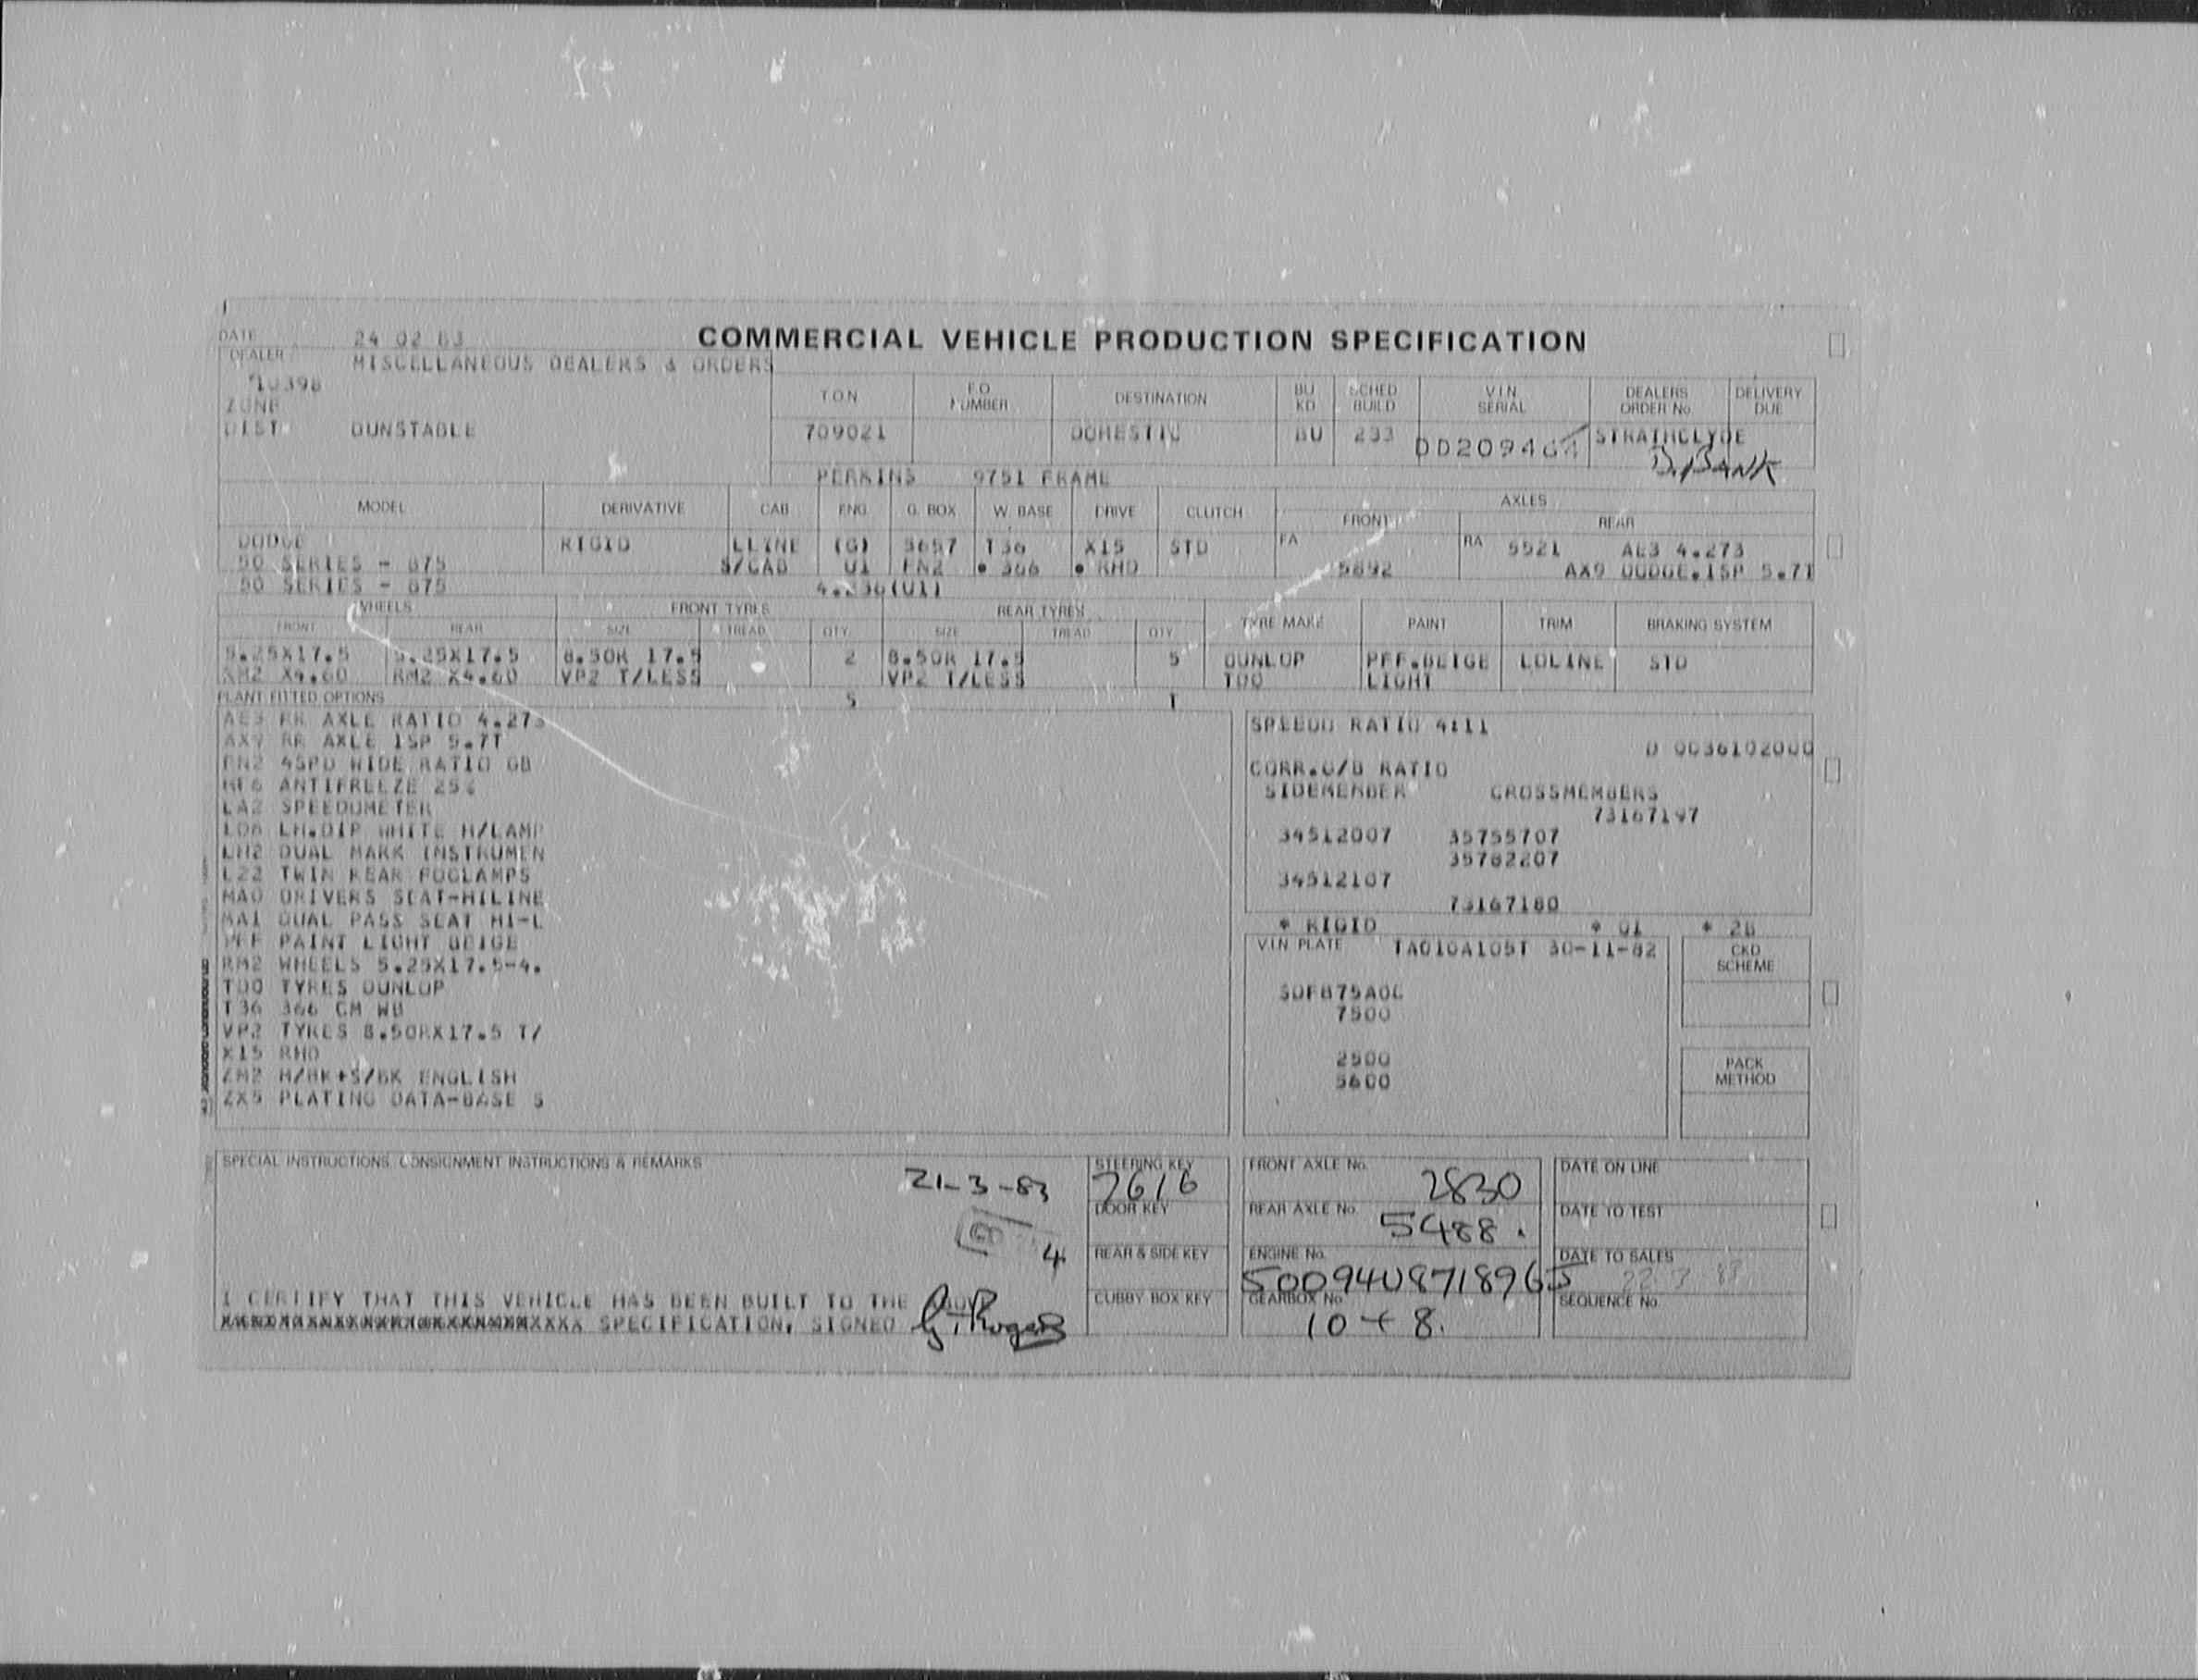 COMMERCIAL VEHICLE PRODUCTION SPECIFICATION
DATE 24 02 83
DEALER MISCELLANEOUS DEALERS & ORDERS
10398
ZONE
DIST. DUNSTABLE
T.O.N F.O. NUMBER DESTINATION BU KD SCHED BUILD V.I.N. SERIAL DEALERS ORDER No. DELIVERY DUE
709021 DOMESTIC BU 233 DD209464 STRATHCLYDE
D. BANK
PERKINS 9751 FRAME
MODEL DERIVATIVE CAB ENG. G. BOX W. BASE DRIVE CLUTCH AXLES
FRONT REAR
DODGE RIGID LLINE (G) 3657 T36 X15 STD FA RA 5521 AE3 4.273
50 SERIES - 875 S/CAB U1 EN2 * 366 * RHD 5892 AX9 DODGE.1SP 5.7T
50 SERIES - 875 4.236(U1)
WHEELS FRONT TYRES REAR TYRES TYRE MAKE PAINT TRIM BRAKING SYSTEM
FRONT REAR SIZE TREAD QTY. SIZE TREAD QTY.
5.25X17.5 5.25X17.5 8.50R 17.5 2 8.50R 17.5 5 DUNLOP PFF.BEIGE LOLINE STD
RM2 X4.60 RM2 X4.60 VP2 T/LESS VP2 T/LESS TDO LIGHT
PLANT FITTED OPTIONS S T
AE3 RR AXLE RATIO 4.273
AX9 RR AXLE 1SP 5.7T
EN2 4SPD WIDE RATIO GB
HF6 ANTIFREEZE 25%
LA2 SPEEDOMETER
LD6 LH.DIP WHITE H/LAMP
LH2 DUAL MARK INSTRUMEN
L22 TWIN REAR FOGLAMPS
MA0 DRIVERS SEAT-HILINE
MA1 DUAL PASS SEAT HI-L
PFF PAINT LIGHT BEIGE
RM2 WHEELS 5.25X17.5-4.
TDO TYRES DUNLOP
T36 366 CM WB
VP2 TYRES 8.50RX17.5 T/
X15 RHD
ZM2 H/BK+S/BK ENGLISH
ZX5 PLATING DATA-BASE S
SPEEDO RATIO 4:11
D 0036102000
CORR.G/B RATIO
SIDEMEMBER CROSSMEMBERS
73167197
34512007 35755707
35782207
34512107
73167180
* RIGID * 01 * 28
V.I.N PLATE TA010A105T 30-11-82 CKD SCHEME
SDF875A0C
7500
2500
5600
PACK METHOD
SPECIAL INSTRUCTIONS, CONSIGNMENT INSTRUCTIONS & REMARKS
21-3-83
4
I CERTIFY THAT THIS VEHICLE HAS BEEN BUILT TO THE
SPECIFICATION, SIGNED G. Rogers
STEERING KEY 7616
DOOR KEY
REAR & SIDE KEY
CUBBY BOX KEY
FRONT AXLE No. 2830
REAR AXLE No. 5488.
ENGINE No. 500940871896J
GEARBOX No. 10 + 8.
DATE ON LINE
DATE TO TEST
DATE TO SALES
SEQUENCE No.